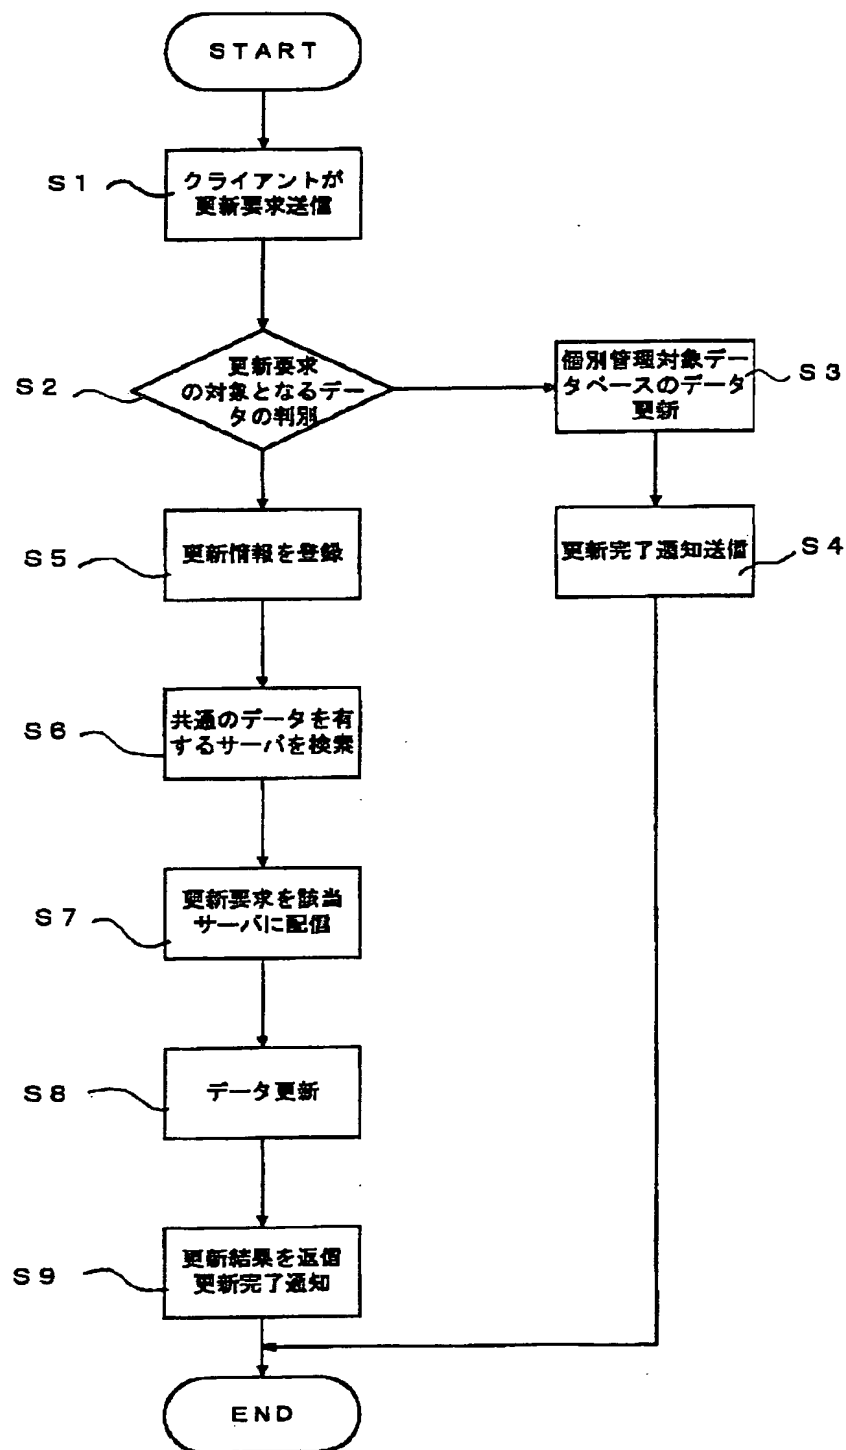 START
S1
クライアントが
更新要求送信
S2
更新要求
の対象となるデー
タの判別
個別管理対象デー
タベースのデータ
更新
S3
S5
更新情報を登録
更新完了通知送信
S4
S6
共通のデータを有
するサーバを検索
S7
更新要求を該当
サーバに配信
S8
データ更新
S9
更新結果を返信
更新完了通知
END